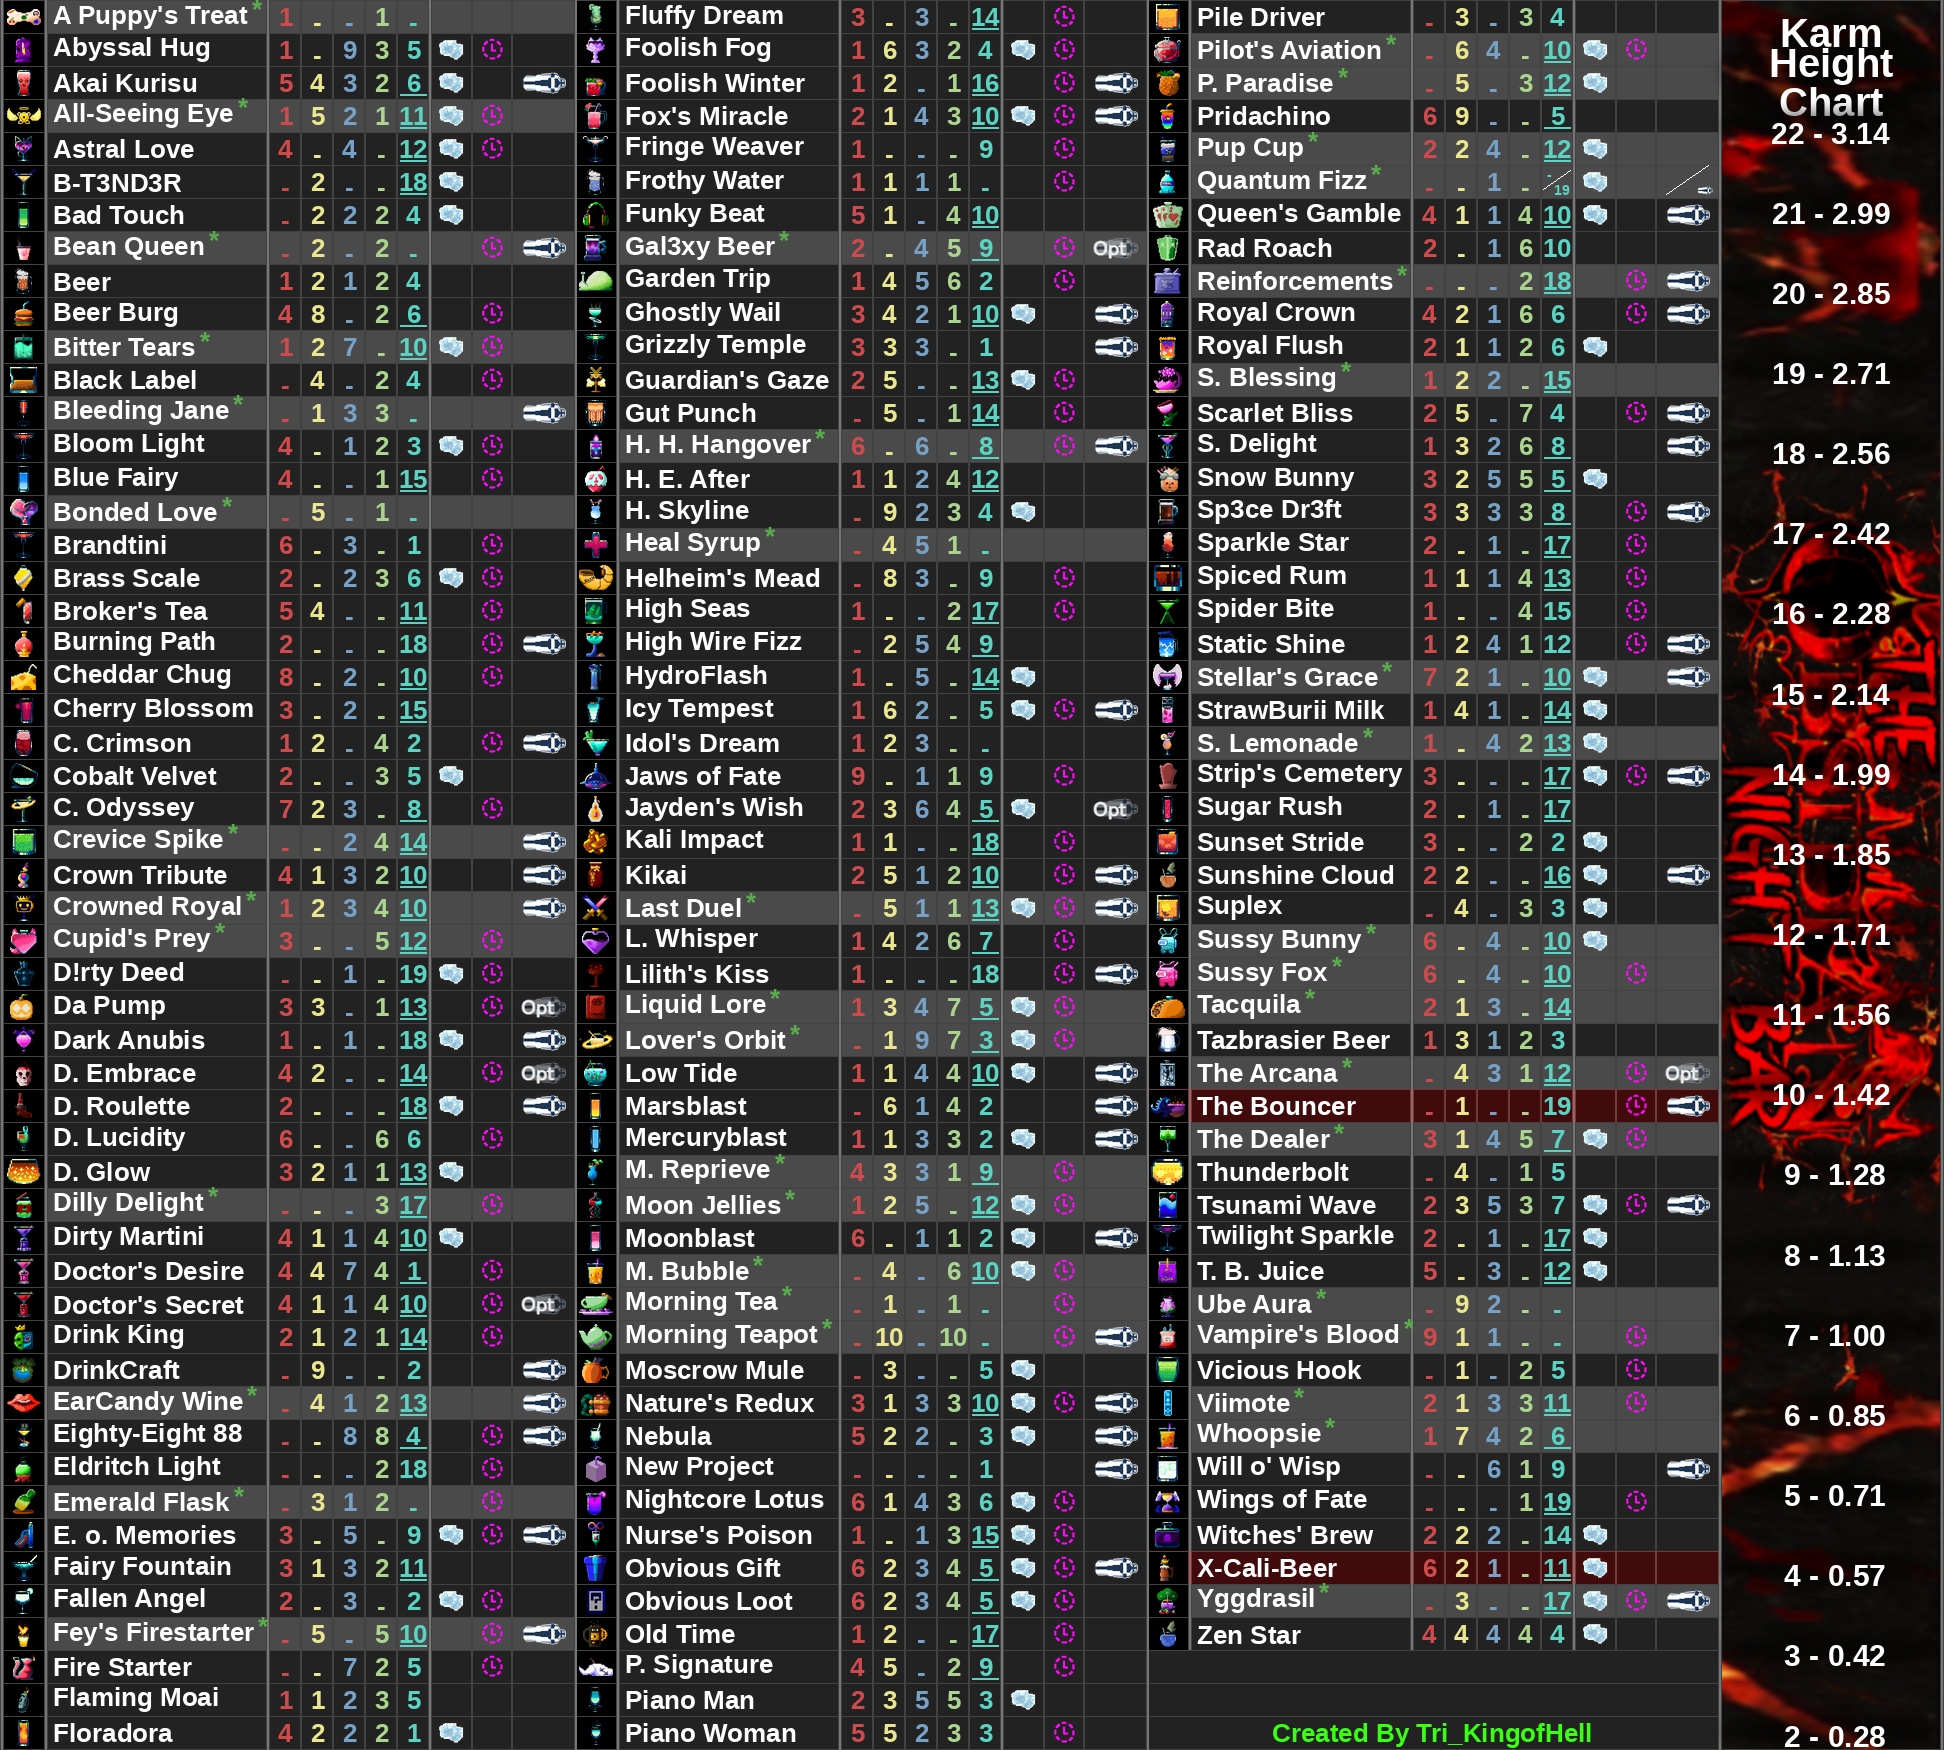 A Puppy's Treat * 1 - - 1 -
Abyssal Hug 1 - 9 3 5
Akai Kurisu 5 4 3 2 6
All-Seeing Eye * 1 5 2 1 11
Astral Love 4 - 4 - 12
B-T3ND3R - 2 - - 18
Bad Touch - 2 2 2 4
Bean Queen * - 2 - 2 -
Beer 1 2 1 2 4
Beer Burg 4 8 - 2 6
Bitter Tears * 1 2 7 - 10
Black Label - 4 - 2 4
Bleeding Jane * - 1 3 3 -
Bloom Light 4 - 1 2 3
Blue Fairy 4 - - 1 15
Bonded Love * - 5 - 1 -
Brandtini 6 - 3 - 1
Brass Scale 2 - 2 3 6
Broker's Tea 5 4 - - 11
Burning Path 2 - - - 18
Cheddar Chug 8 - 2 - 10
Cherry Blossom 3 - 2 - 15
C. Crimson 1 2 - 4 2
Cobalt Velvet 2 - - 3 5
C. Odyssey 7 2 3 - 8
Crevice Spike * - - 2 4 14
Crown Tribute 4 1 3 2 10
Crowned Royal * 1 2 3 4 10
Cupid's Prey * 3 - - 5 12
D!rty Deed - - 1 - 19
Da Pump 3 3 - 1 13 Opt
Dark Anubis 1 - 1 - 18
D. Embrace 4 2 - - 14 Opt
D. Roulette 2 - - - 18
D. Lucidity 6 - - 6 6
D. Glow 3 2 1 1 13
Dilly Delight * - - - 3 17
Dirty Martini 4 1 1 4 10
Doctor's Desire 4 4 7 4 1
Doctor's Secret 4 1 1 4 10 Opt
Drink King 2 1 2 1 14
DrinkCraft - 9 - - 2
EarCandy Wine * - 4 1 2 13
Eighty-Eight 88 - - 8 8 4
Eldritch Light - - - 2 18
Emerald Flask * - 3 1 2 -
E. o. Memories 3 - 5 - 9
Fairy Fountain 3 1 3 2 11
Fallen Angel 2 - 3 - 2
Fey's Firestarter * - 5 - 5 10
Fire Starter - - 7 2 5
Flaming Moai 1 1 2 3 5
Floradora 4 2 2 2 1
Fluffy Dream 3 - 3 - 14
Foolish Fog 1 6 3 2 4
Foolish Winter 1 2 - 1 16
Fox's Miracle 2 1 4 3 10
Fringe Weaver 1 - - - 9
Frothy Water 1 1 1 1 -
Funky Beat 5 1 - 4 10
Gal3xy Beer * 2 - 4 5 9 Opt
Garden Trip 1 4 5 6 2
Ghostly Wail 3 4 2 1 10
Grizzly Temple 3 3 3 - 1
Guardian's Gaze 2 5 - - 13
Gut Punch - 5 - 1 14
H. H. Hangover * 6 - 6 - 8
H. E. After 1 1 2 4 12
H. Skyline - 9 2 3 4
Heal Syrup * - 4 5 1 -
Helheim's Mead - 8 3 - 9
High Seas 1 - - 2 17
High Wire Fizz - 2 5 4 9
HydroFlash 1 - 5 - 14
Icy Tempest 1 6 2 - 5
Idol's Dream 1 2 3 - -
Jaws of Fate 9 - 1 1 9
Jayden's Wish 2 3 6 4 5 Opt
Kali Impact 1 1 - - 18
Kikai 2 5 1 2 10
Last Duel * - 5 1 1 13
L. Whisper 1 4 2 6 7
Lilith's Kiss 1 - - - 18
Liquid Lore * 1 3 4 7 5
Lover's Orbit * - 1 9 7 3
Low Tide 1 1 4 4 10
Marsblast - 6 1 4 2
Mercuryblast 1 1 3 3 2
M. Reprieve * 4 3 3 1 9
Moon Jellies * 1 2 5 - 12
Moonblast 6 - 1 1 2
M. Bubble * - 4 - 6 10
Morning Tea * - 1 - 1 -
Morning Teapot * - 10 - 10 -
Moscrow Mule - 3 - - 5
Nature's Redux 3 1 3 3 10
Nebula 5 2 2 - 3
New Project - - - - 1
Nightcore Lotus 6 1 4 3 6
Nurse's Poison 1 - 1 3 15
Obvious Gift 6 2 3 4 5
Obvious Loot 6 2 3 4 5
Old Time 1 2 - - 17
P. Signature 4 5 - 2 9
Piano Man 2 3 5 5 3
Piano Woman 5 5 2 3 3
Pile Driver - 3 - 3 4
Pilot's Aviation * - 6 4 - 10
P. Paradise * - 5 - 3 12
Pridachino 6 9 - - 5
Pup Cup * 2 2 4 - 12
Quantum Fizz * - - 1 - -/19
Queen's Gamble 4 1 1 4 10
Rad Roach 2 - 1 6 10
Reinforcements * - - - 2 18
Royal Crown 4 2 1 6 6
Royal Flush 2 1 1 2 6
S. Blessing * 1 2 2 - 15
Scarlet Bliss 2 5 - 7 4
S. Delight 1 3 2 6 8
Snow Bunny 3 2 5 5 5
Sp3ce Dr3ft 3 3 3 3 8
Sparkle Star 2 - 1 - 17
Spiced Rum 1 1 1 4 13
Spider Bite 1 - - 4 15
Static Shine 1 2 4 1 12
Stellar's Grace * 7 2 1 - 10
StrawBurii Milk 1 4 1 - 14
S. Lemonade * 1 - 4 2 13
Strip's Cemetery 3 - - - 17
Sugar Rush 2 - 1 - 17
Sunset Stride 3 - - 2 2
Sunshine Cloud 2 2 - - 16
Suplex - 4 - 3 3
Sussy Bunny * 6 - 4 - 10
Sussy Fox * 6 - 4 - 10
Tacquila * 2 1 3 - 14
Tazbrasier Beer 1 3 1 2 3
The Arcana * - 4 3 1 12 Opt
The Bouncer - 1 - - 19
The Dealer * 3 1 4 5 7
Thunderbolt - 4 - 1 5
Tsunami Wave 2 3 5 3 7
Twilight Sparkle 2 - 1 - 17
T. B. Juice 5 - 3 - 12
Ube Aura * - 9 2 - -
Vampire's Blood * 9 1 1 - -
Vicious Hook - 1 - 2 5
Viimote * 2 1 3 3 11
Whoopsie * 1 7 4 2 6
Will o' Wisp - - 6 1 9
Wings of Fate - - - 1 19
Witches' Brew 2 2 2 - 14
X-Cali-Beer 6 2 1 - 11
Yggdrasil * - 3 - - 17
Zen Star 4 4 4 4 4
Created By Tri_KingofHell
Karm
Height
Chart
22 - 3.14
21 - 2.99
20 - 2.85
19 - 2.71
18 - 2.56
17 - 2.42
16 - 2.28
15 - 2.14
14 - 1.99
13 - 1.85
12 - 1.71
11 - 1.56
10 - 1.42
9 - 1.28
8 - 1.13
7 - 1.00
6 - 0.85
5 - 0.71
4 - 0.57
3 - 0.42
2 - 0.28
THE
NIGHT
BAR